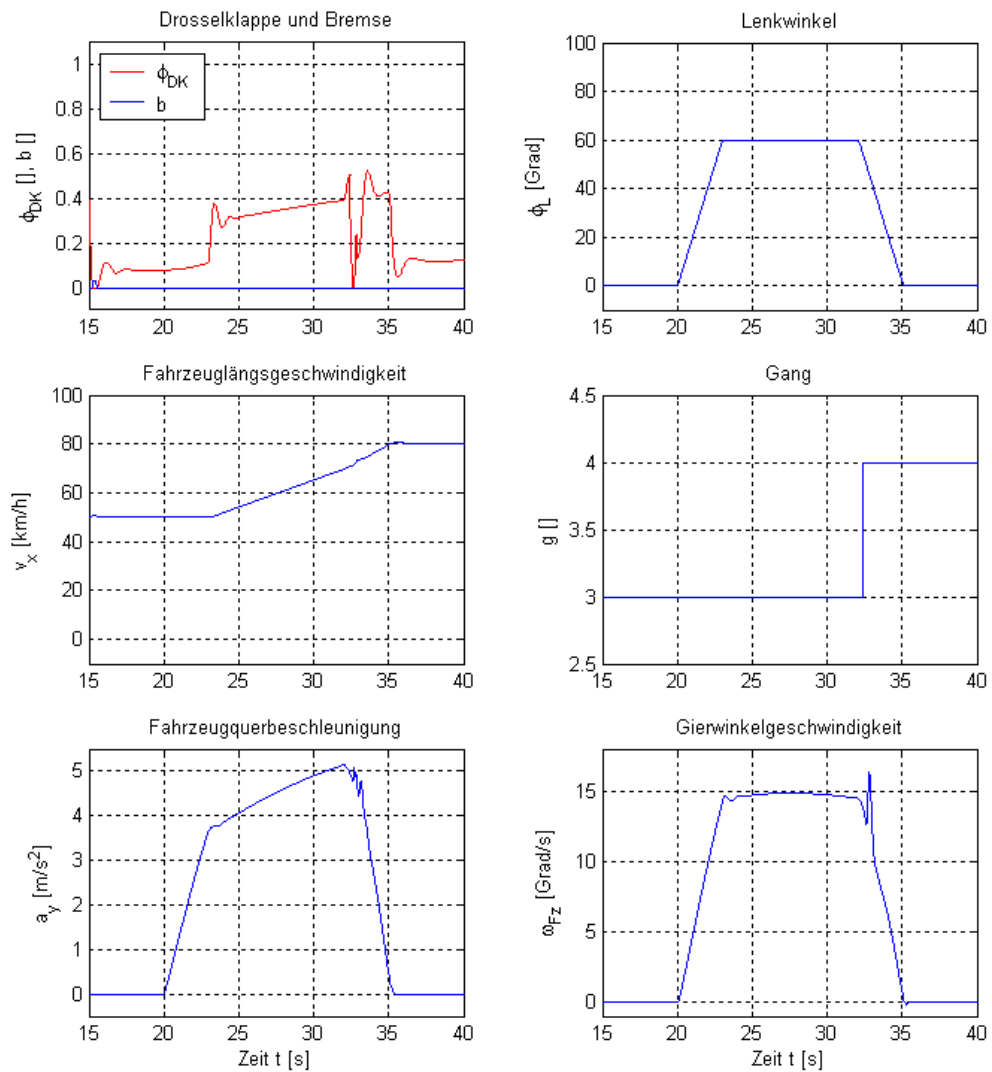 Drosselklappe und Bremse
ϕDK [], b []
1
0.8
0.6
0.4
0.2
0
ϕDK
b
15 20 25 30 35 40
Lenkwinkel
ϕL [Grad]
100
80
60
40
20
0
15 20 25 30 35 40
Fahrzeuglängsgeschwindigkeit
vx [km/h]
100
80
60
40
20
0
15 20 25 30 35 40
Gang
g []
4.5
4
3.5
3
2.5
15 20 25 30 35 40
Fahrzeugquerbeschleunigung
ay [m/s2]
5
4
3
2
1
0
15 20 25 30 35 40
Zeit t [s]
Gierwinkelgeschwindigkeit
ωFz [Grad/s]
15
10
5
0
15 20 25 30 35 40
Zeit t [s]